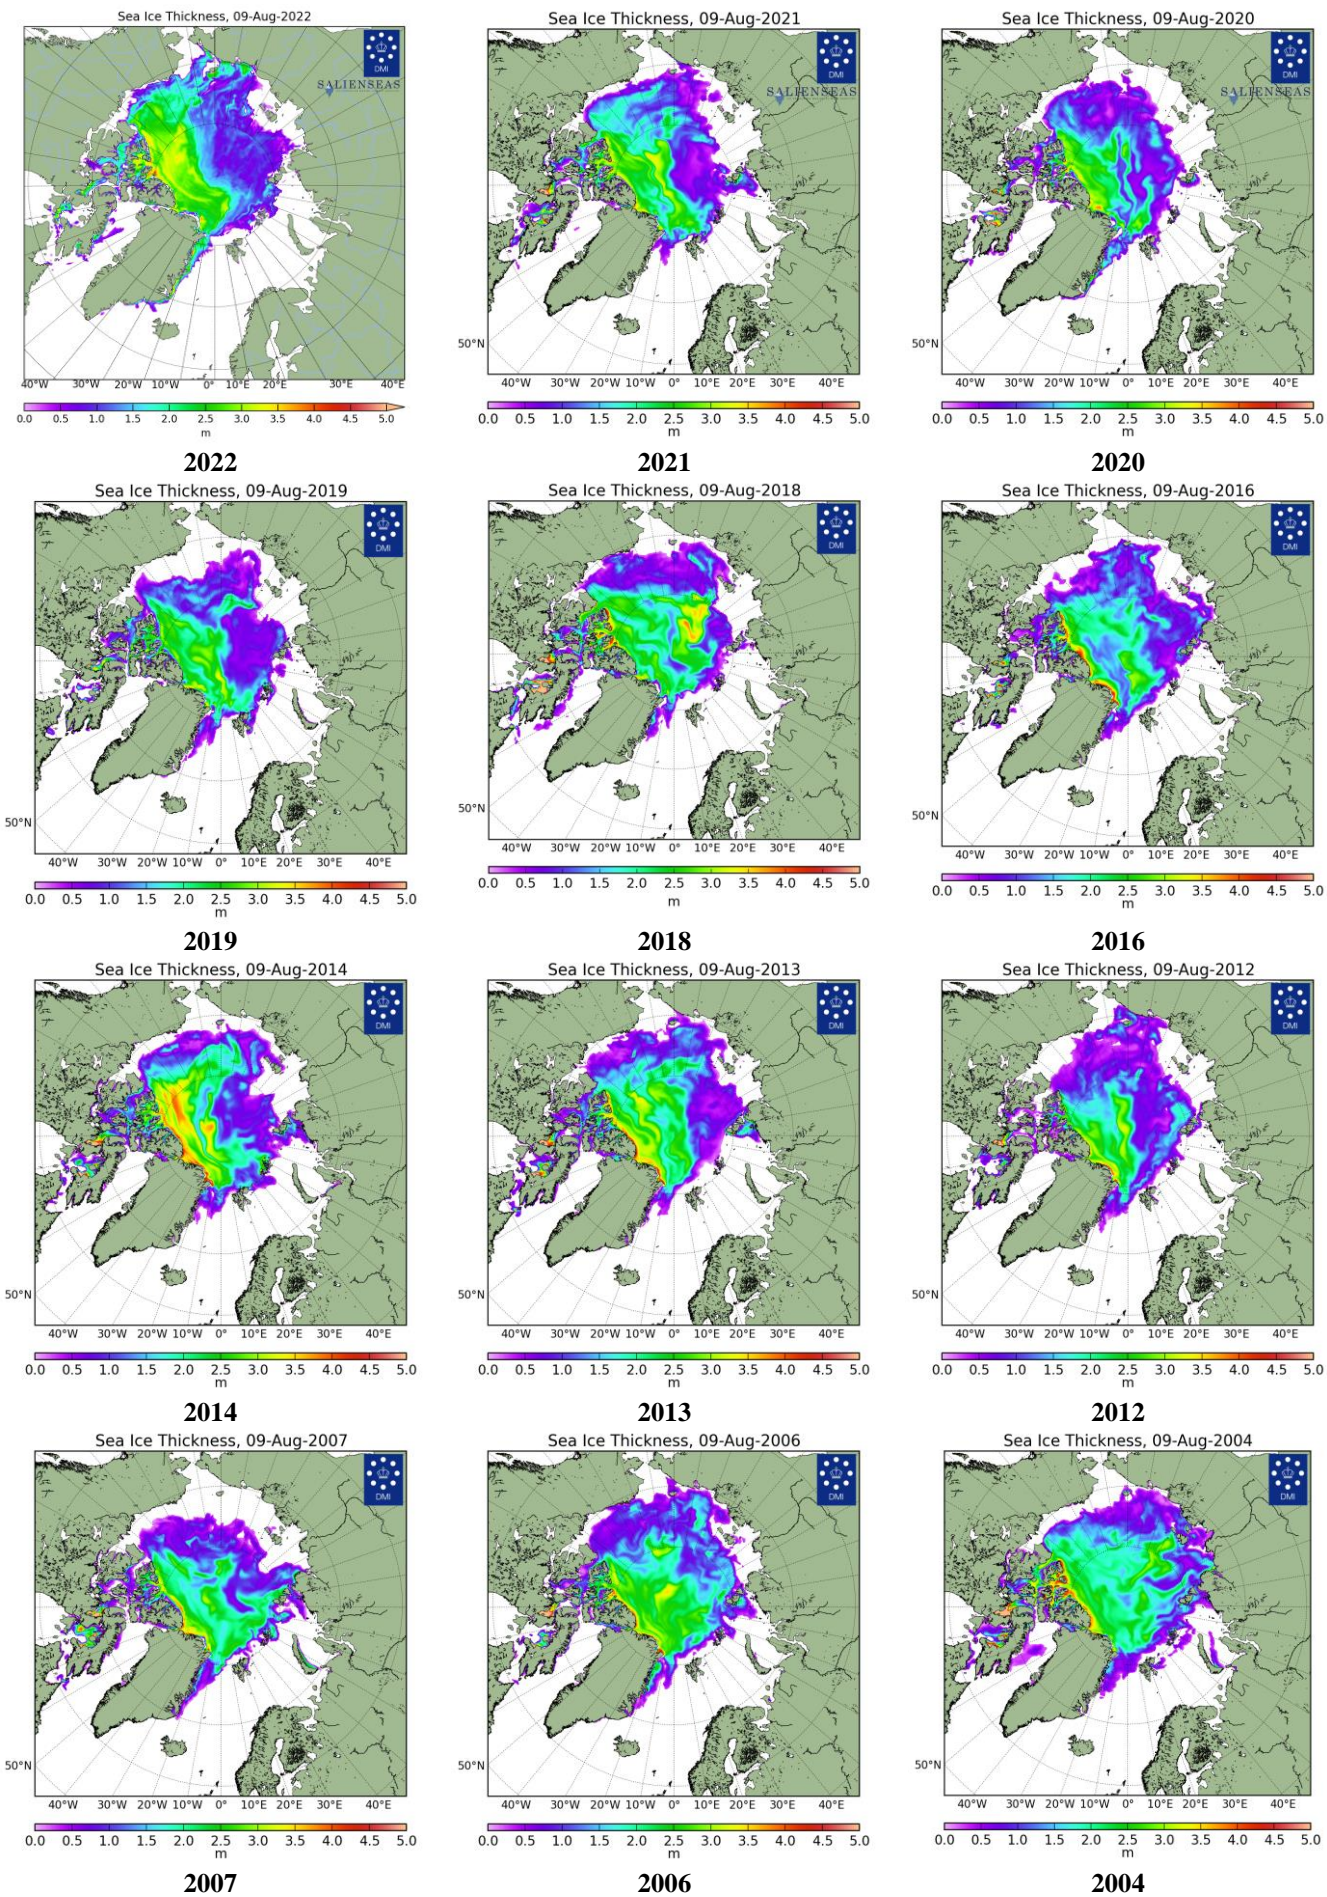 Sea Ice Thickness, 09-Aug-2022
DMI
SALIENSEAS
40°W 30°W 20°W 10°W 0° 10°E 20°E 30°E 40°E
0.0 0.5 1.0 1.5 2.0 2.5 3.0 3.5 4.0 4.5 5.0
m
2022
Sea Ice Thickness, 09-Aug-2021
DMI
SALIENSEAS
50°N
40°W 30°W 20°W 10°W 0° 10°E 20°E 30°E 40°E
0.0 0.5 1.0 1.5 2.0 2.5 3.0 3.5 4.0 4.5 5.0
m
2021
Sea Ice Thickness, 09-Aug-2020
DMI
SALIENSEAS
50°N
40°W 30°W 20°W 10°W 0° 10°E 20°E 30°E 40°E
0.0 0.5 1.0 1.5 2.0 2.5 3.0 3.5 4.0 4.5 5.0
m
2020
Sea Ice Thickness, 09-Aug-2019
DMI
50°N
40°W 30°W 20°W 10°W 0° 10°E 20°E 30°E 40°E
0.0 0.5 1.0 1.5 2.0 2.5 3.0 3.5 4.0 4.5 5.0
m
2019
Sea Ice Thickness, 09-Aug-2018
DMI
50°N
40°W 30°W 20°W 10°W 0° 10°E 20°E 30°E 40°E
0.0 0.5 1.0 1.5 2.0 2.5 3.0 3.5 4.0 4.5 5.0
m
2018
Sea Ice Thickness, 09-Aug-2016
DMI
50°N
40°W 30°W 20°W 10°W 0° 10°E 20°E 30°E 40°E
0.0 0.5 1.0 1.5 2.0 2.5 3.0 3.5 4.0 4.5 5.0
m
2016
Sea Ice Thickness, 09-Aug-2014
DMI
50°N
40°W 30°W 20°W 10°W 0° 10°E 20°E 30°E 40°E
0.0 0.5 1.0 1.5 2.0 2.5 3.0 3.5 4.0 4.5 5.0
m
2014
Sea Ice Thickness, 09-Aug-2013
DMI
50°N
40°W 30°W 20°W 10°W 0° 10°E 20°E 30°E 40°E
0.0 0.5 1.0 1.5 2.0 2.5 3.0 3.5 4.0 4.5 5.0
m
2013
Sea Ice Thickness, 09-Aug-2012
DMI
50°N
40°W 30°W 20°W 10°W 0° 10°E 20°E 30°E 40°E
0.0 0.5 1.0 1.5 2.0 2.5 3.0 3.5 4.0 4.5 5.0
m
2012
Sea Ice Thickness, 09-Aug-2007
DMI
50°N
40°W 30°W 20°W 10°W 0° 10°E 20°E 30°E 40°E
0.0 0.5 1.0 1.5 2.0 2.5 3.0 3.5 4.0 4.5 5.0
m
2007
Sea Ice Thickness, 09-Aug-2006
DMI
50°N
40°W 30°W 20°W 10°W 0° 10°E 20°E 30°E 40°E
0.0 0.5 1.0 1.5 2.0 2.5 3.0 3.5 4.0 4.5 5.0
m
2006
Sea Ice Thickness, 09-Aug-2004
DMI
50°N
40°W 30°W 20°W 10°W 0° 10°E 20°E 30°E 40°E
0.0 0.5 1.0 1.5 2.0 2.5 3.0 3.5 4.0 4.5 5.0
m
2004